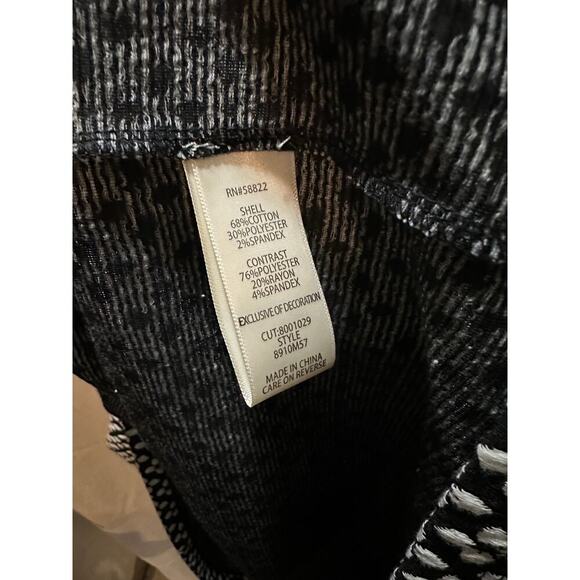 RN#58822
SHELL
68%COTTON
30%POLYESTER
2%SPANDEX
CONTRAST
76%POLYESTER
20%RAYON
4%SPANDEX
EXCLUSIVE OF DECORATION
CUT:8001029
STYLE
8910M57
MADE IN CHINA
CARE ON REVERSE